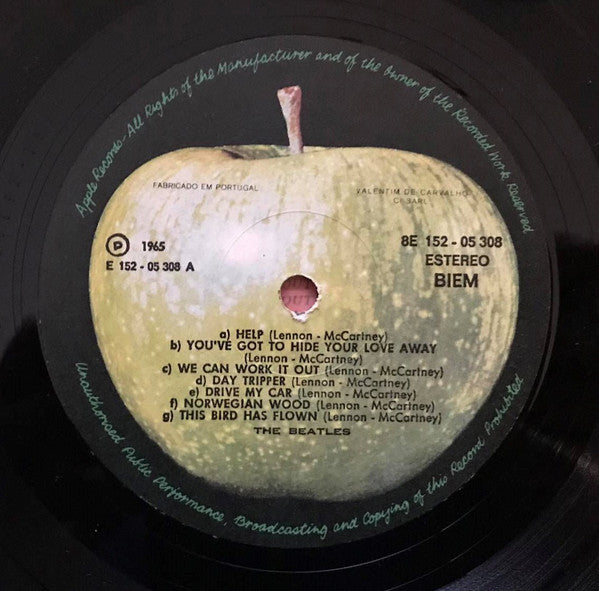 Apple Records-All Rights of the Manufacturer and of the Owner of the Recorded Work Reserved
FABRICADO EM PORTUGAL
VALENTIM DE CARVALHO
CI SARL
P 1965
E 152 - 05 308 A
8E 152 - 05 308
ESTEREO
BIEM
a) HELP (Lennon - McCartney)
b) YOU'VE GOT TO HIDE YOUR LOVE AWAY
(Lennon - McCartney)
c) WE CAN WORK IT OUT (Lennon - McCartney)
d) DAY TRIPPER (Lennon - McCartney)
e) DRIVE MY CAR (Lennon - McCartney)
f) NORWEGIAN WOOD (Lennon - McCartney)
g) THIS BIRD HAS FLOWN (Lennon - McCartney)
THE BEATLES
Unauthorised Public Performance, Broadcasting and Copying of this Record Prohibited